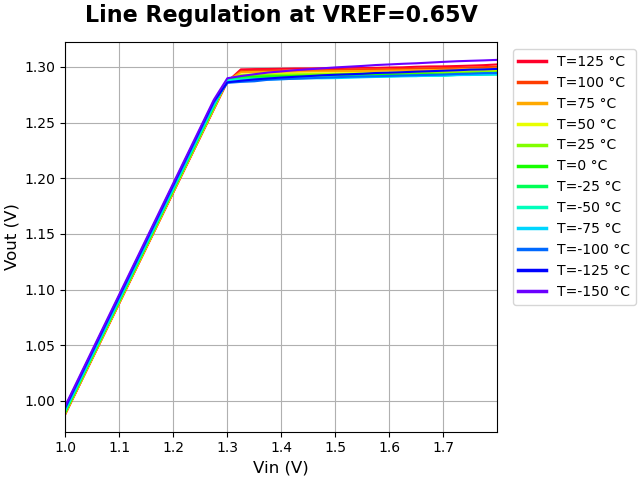 Line Regulation at VREF=0.65V
Vout (V)
1.30
1.25
1.20
1.15
1.10
1.05
1.00
1.0 1.1 1.2 1.3 1.4 1.5 1.6 1.7
Vin (V)
T=125 °C
T=100 °C
T=75 °C
T=50 °C
T=25 °C
T=0 °C
T=-25 °C
T=-50 °C
T=-75 °C
T=-100 °C
T=-125 °C
T=-150 °C